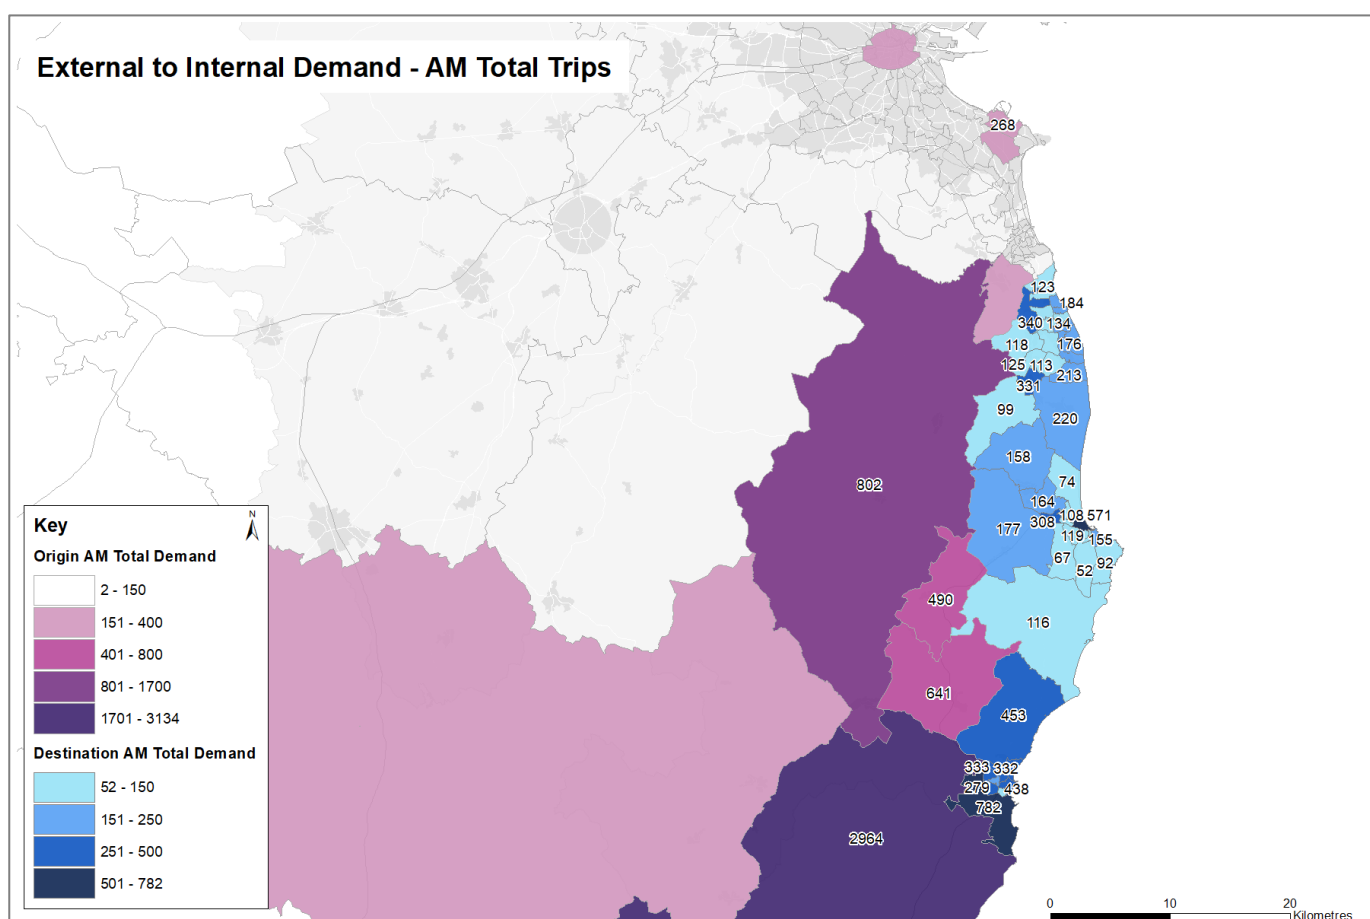 External to Internal Demand - AM Total Trips
268
123
184
340
134
118
176
125
113
213
331
99
220
158
74
802
164
108
571
177
308
119
155
67
92
52
490
116
641
453
333
332
279
438
782
2964
Key
N
Origin AM Total Demand
2 - 150
151 - 400
401 - 800
801 - 1700
1701 - 3134
Destination AM Total Demand
52 - 150
151 - 250
251 - 500
501 - 782
0 10 20
Kilometres